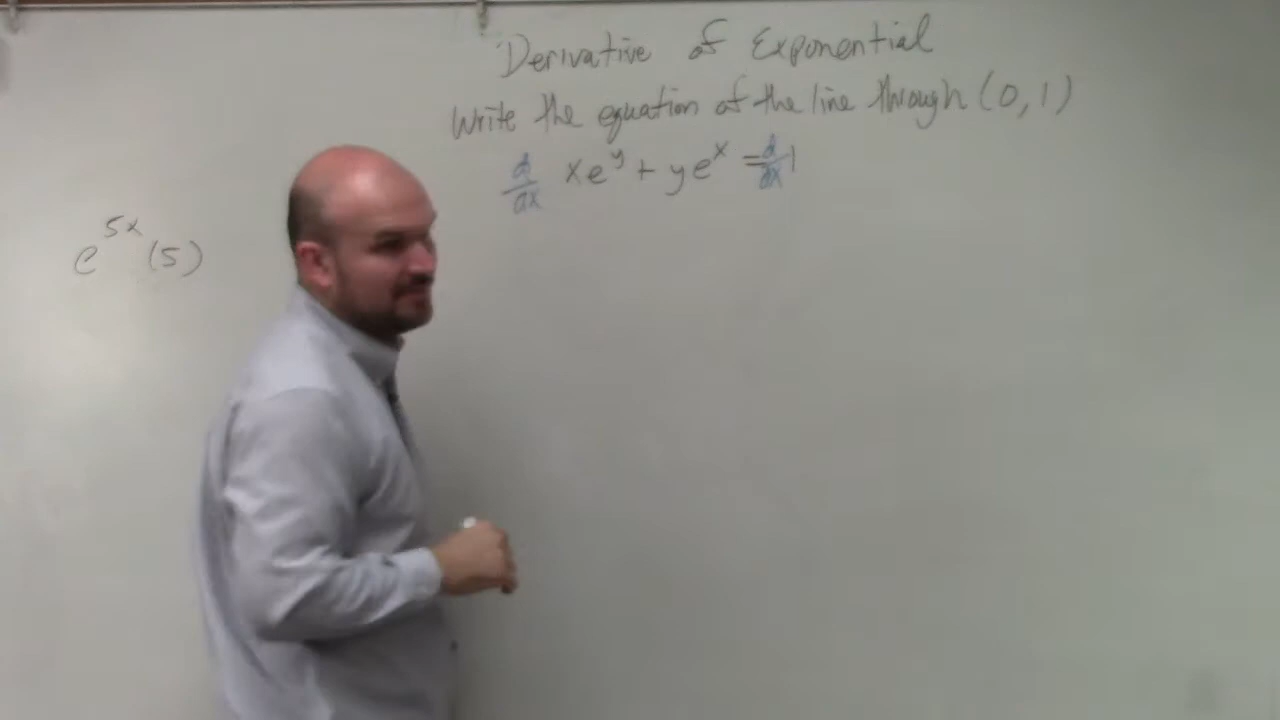 Derivative of Exponential
Write the equation of the line through (0, 1)
d/dx xe^y + ye^x = d/dx 1
e^5x (5)